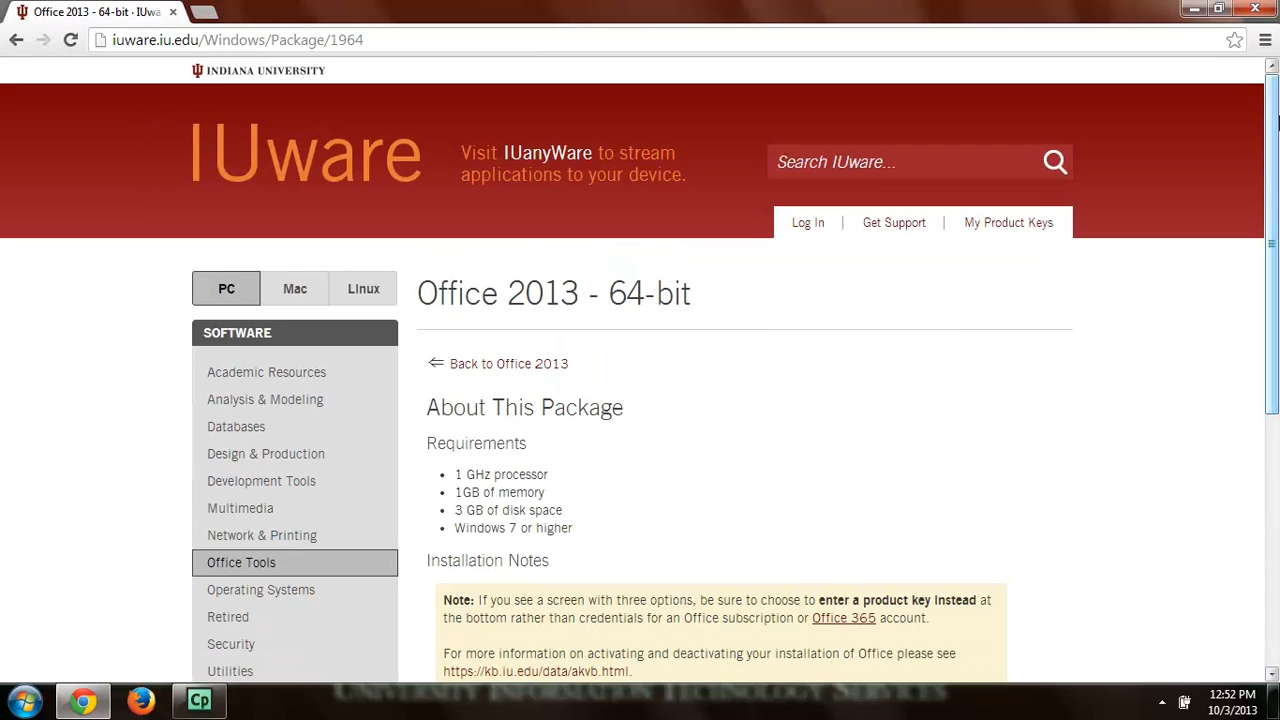 Office 2013 - 64-bit · IUwa
iuware.iu.edu/Windows/Package/1964
INDIANA UNIVERSITY
IUware
Visit IUanyWare to stream
applications to your device.
Search IUware...
Log In
Get Support
My Product Keys
PC
Mac
Linux
SOFTWARE
Academic Resources
Analysis & Modeling
Databases
Design & Production
Development Tools
Multimedia
Network & Printing
Office Tools
Operating Systems
Retired
Security
Utilities
Office 2013 - 64-bit
Back to Office 2013
About This Package
Requirements
• 1 GHz processor
• 1GB of memory
• 3 GB of disk space
• Windows 7 or higher
Installation Notes
Note: If you see a screen with three options, be sure to choose to enter a product key instead at
the bottom rather than credentials for an Office subscription or Office 365 account.
For more information on activating and deactivating your installation of Office please see
https://kb.iu.edu/data/akvb.html.
Cp
12:52 PM
10/3/2013